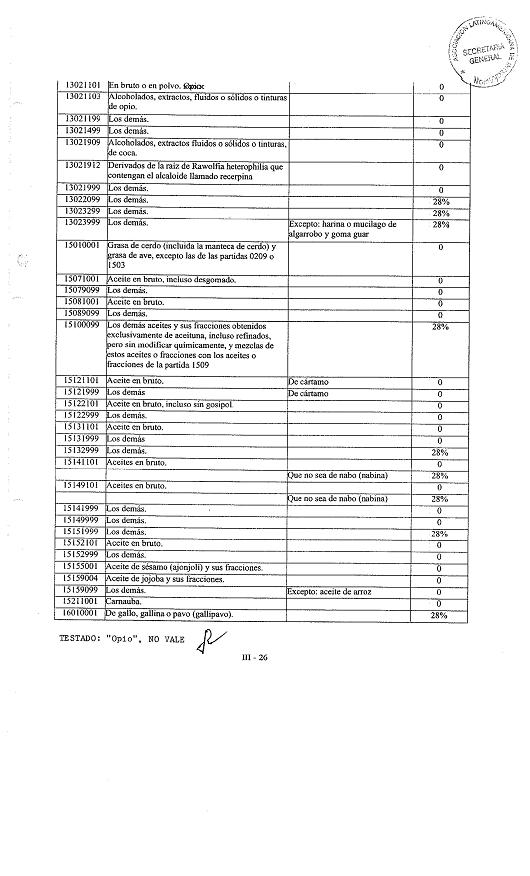 ASOCIACION LATINOAMERICANA DE INTEGRACION
SECRETARIA
GENERAL
13021101 En bruto o en polvo. Opio 0
13021103 Alcoholados, extractos, fluidos o sólidos o tinturas 0
de opio.
13021199 Los demás. 0
13021499 Los demás. 0
13021909 Alcoholados, extractos fluidos o sólidos o tinturas, 0
de coca.
13021912 Derivados de la raíz de Rawolfia heterophilia que 0
contengan el alcaloide llamado recerpina
13021999 Los demás. 0
13022099 Los demás. 28%
13023299 Los demás. 28%
13023999 Los demás. Excepto: harina o mucilago de 28%
algarrobo y goma guar
15010001 Grasa de cerdo (incluida la manteca de cerdo) y 0
grasa de ave, excepto las de las partidas 0209 o
1503
15071001 Aceite en bruto, incluso desgomado. 0
15079099 Los demás. 0
15081001 Aceite en bruto. 0
15089099 Los demás. 0
15100099 Los demás aceites y sus fracciones obtenidos 28%
exclusivamente de aceituna, incluso refinados,
pero sin modificar químicamente, y mezclas de
estos aceites o fracciones con los aceites o
fracciones de la partida 1509
15121101 Aceite en bruto. De cártamo 0
15121999 Los demás De cártamo 0
15122101 Aceite en bruto, incluso sin gosipol. 0
15122999 Los demás. 0
15131101 Aceite en bruto. 0
15131999 Los demás 0
15132999 Los demás. 28%
15141101 Aceites en bruto. 0
Que no sea de nabo (nabina) 28%
15149101 Aceites en bruto. 0
Que no sea de nabo (nabina) 28%
15141999 Los demás. 0
15149999 Los demás. 0
15151999 Los demás. 28%
15152101 Aceite en bruto. 0
15152999 Los demás. 0
15155001 Aceite de sésamo (ajonjolí) y sus fracciones. 0
15159004 Aceite de jojoba y sus fracciones. 0
15159099 Los demás. Excepto: aceite de arroz 0
15211001 Carnauba. 0
16010001 De gallo, gallina o pavo (gallipavo). 28%
TESTADO: "Opio", NO VALE
III - 26